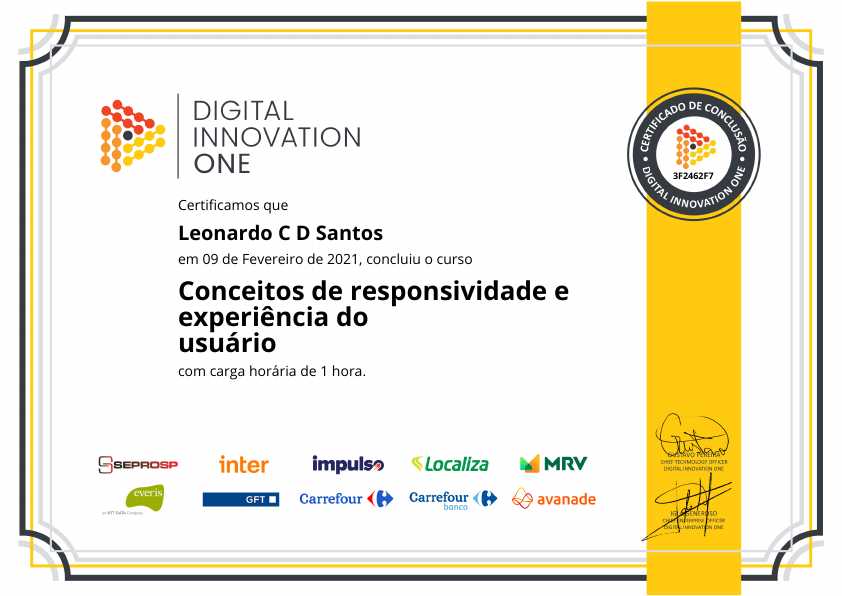 DIGITAL
INNOVATION
ONE
CERTIFICADO DE CONCLUSÃO
3F2462F7
DIGITAL INNOVATION ONE
Certificamos que
Leonardo C D Santos
em 09 de Fevereiro de 2021, concluiu o curso
Conceitos de responsividade e
experiência do
usuário
com carga horária de 1 hora.
GUSTAVO PEREIRA
CHIEF TECHNOLOGY OFFICER
DIGITAL INNOVATION ONE
SEPROSP
inter
impulso
Localiza
MRV
everis
an NTT DATA Company
GFT
Carrefour
Carrefour
banco
avanade
GENEROSO
CHIEF ENTERPRISE OFFICER
DIGITAL INNOVATION ONE